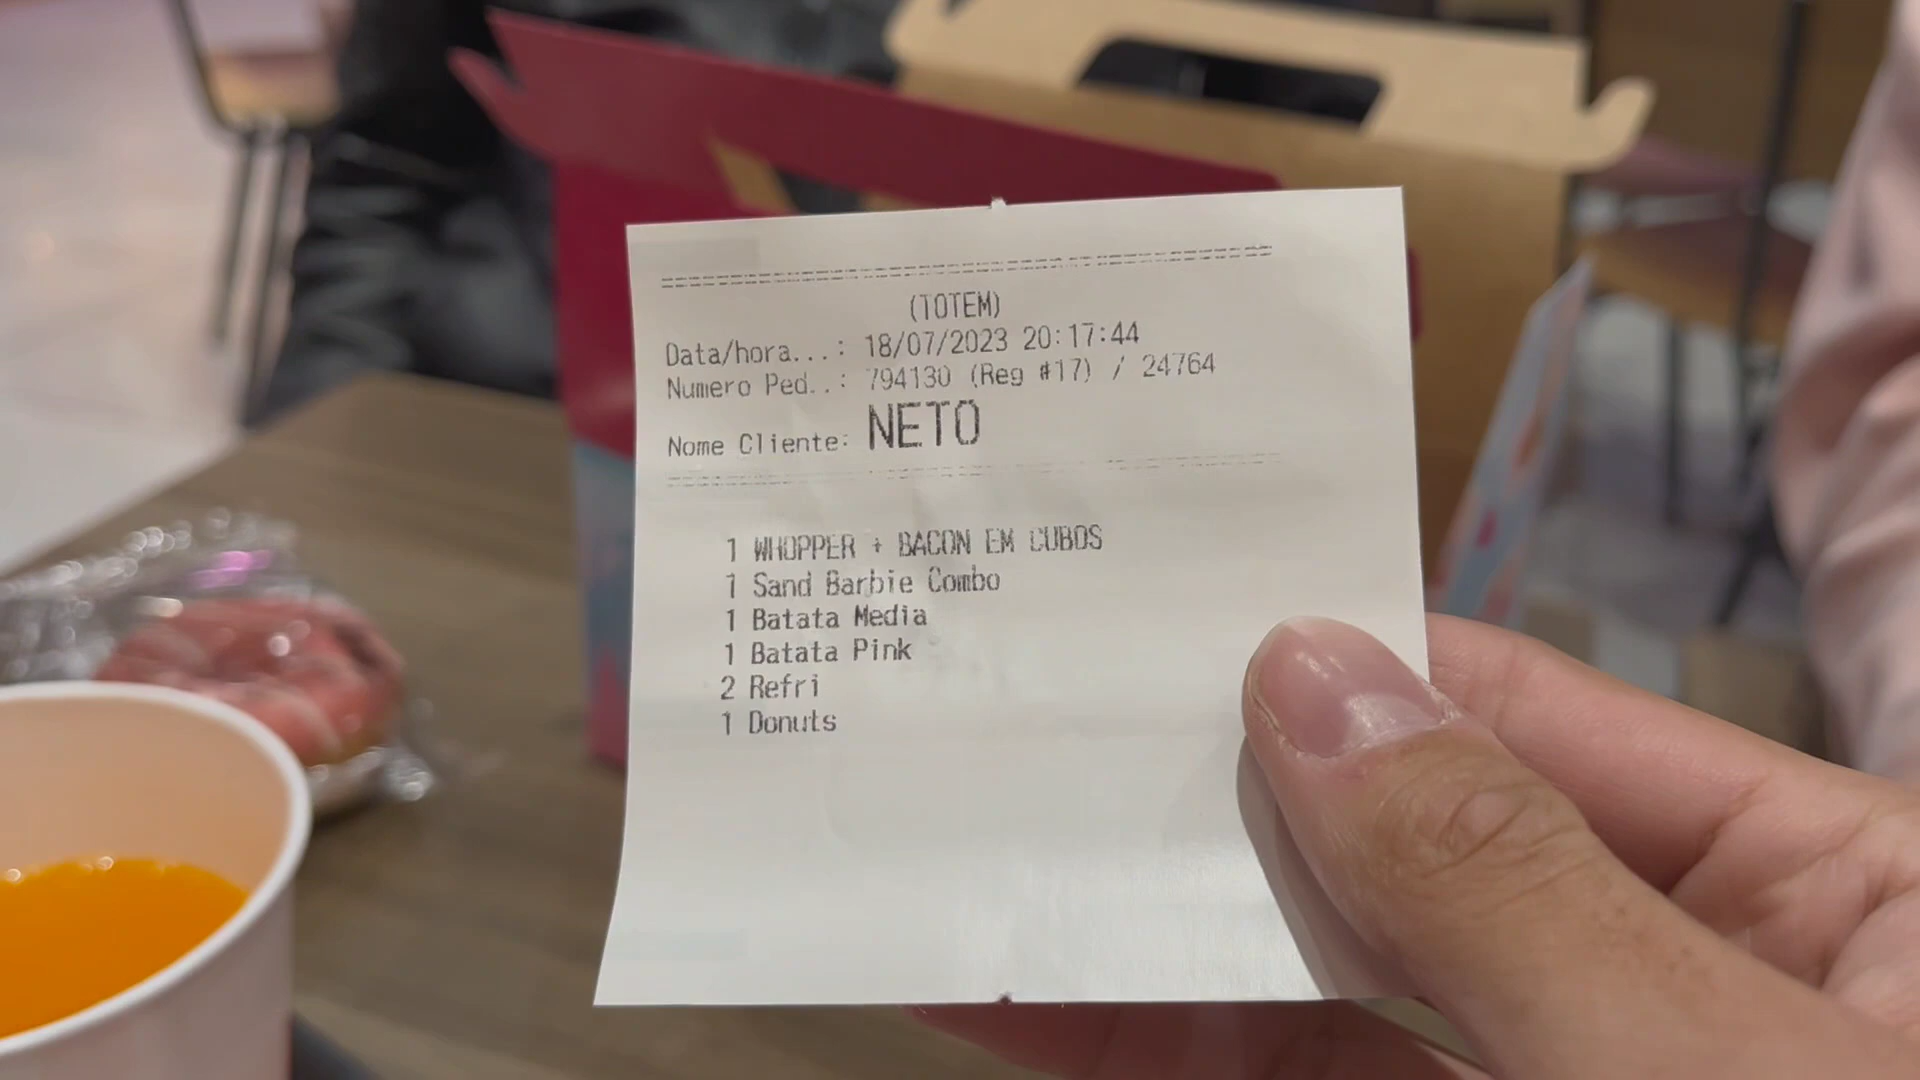 (TOTEM)
Data/hora...: 18/07/2023 20:17:44
Numero Ped..: 794130 (Reg #17) / 24764
Nome Cliente: NETO
1 WHOPPER + BACON EM CUBOS
1 Sand Barbie Combo
1 Batata Media
1 Batata Pink
2 Refri
1 Donuts